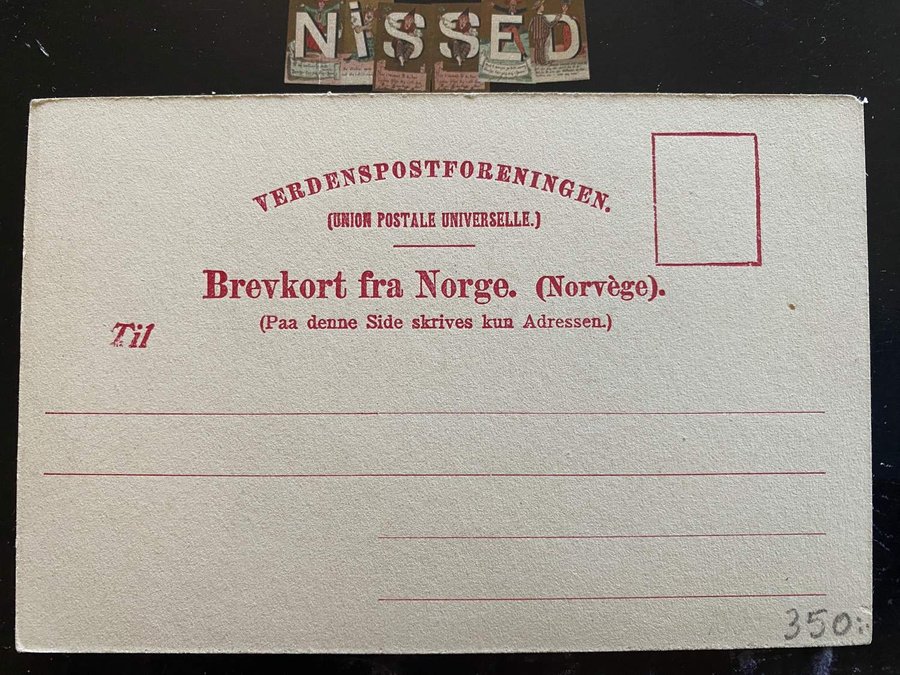 NiSSED
VERDENSPOSTFORENINGEN.
(UNION POSTALE UNIVERSELLE.)
Brevkort fra Norge. (Norvège).
(Paa denne Side skrives kun Adressen.)
Til
350:-